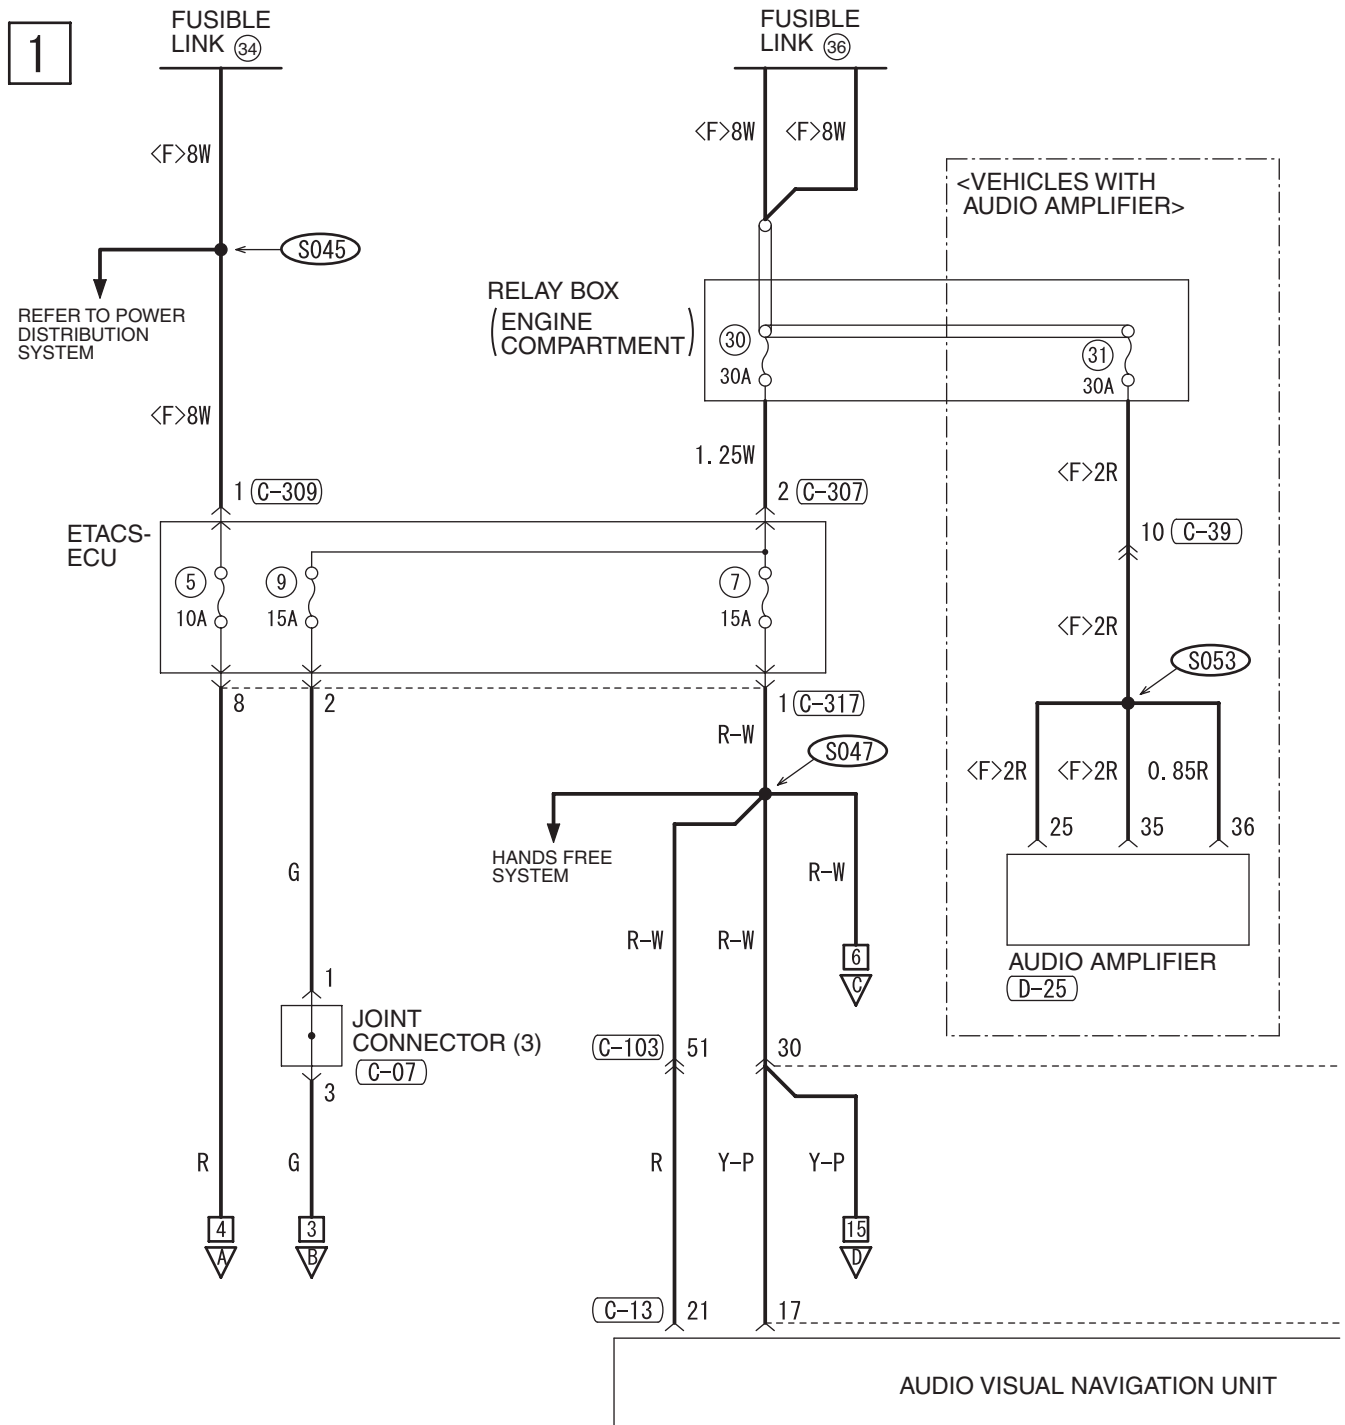 1
FUSIBLE
LINK 34
FUSIBLE
LINK 36
<F>8W
<F>8W
<F>8W
<VEHICLES WITH
AUDIO AMPLIFIER>
S045
REFER TO POWER
DISTRIBUTION
SYSTEM
RELAY BOX
(ENGINE
COMPARTMENT)
30
30A
31
30A
<F>8W
1.25W
<F>2R
1 C-309
2 C-307
10 C-39
ETACS-
ECU
5
10A
9
15A
7
15A
<F>2R
S053
8
2
1 C-317
R-W
S047
<F>2R
<F>2R
0.85R
25
35
36
HANDS FREE
SYSTEM
G
R-W
R-W
R-W
6
C
AUDIO AMPLIFIER
D-25
1
JOINT
CONNECTOR (3)
C-07
3
C-103 51
30
R
G
R
Y-P
Y-P
4
A
3
B
15
D
C-13 21
17
AUDIO VISUAL NAVIGATION UNIT